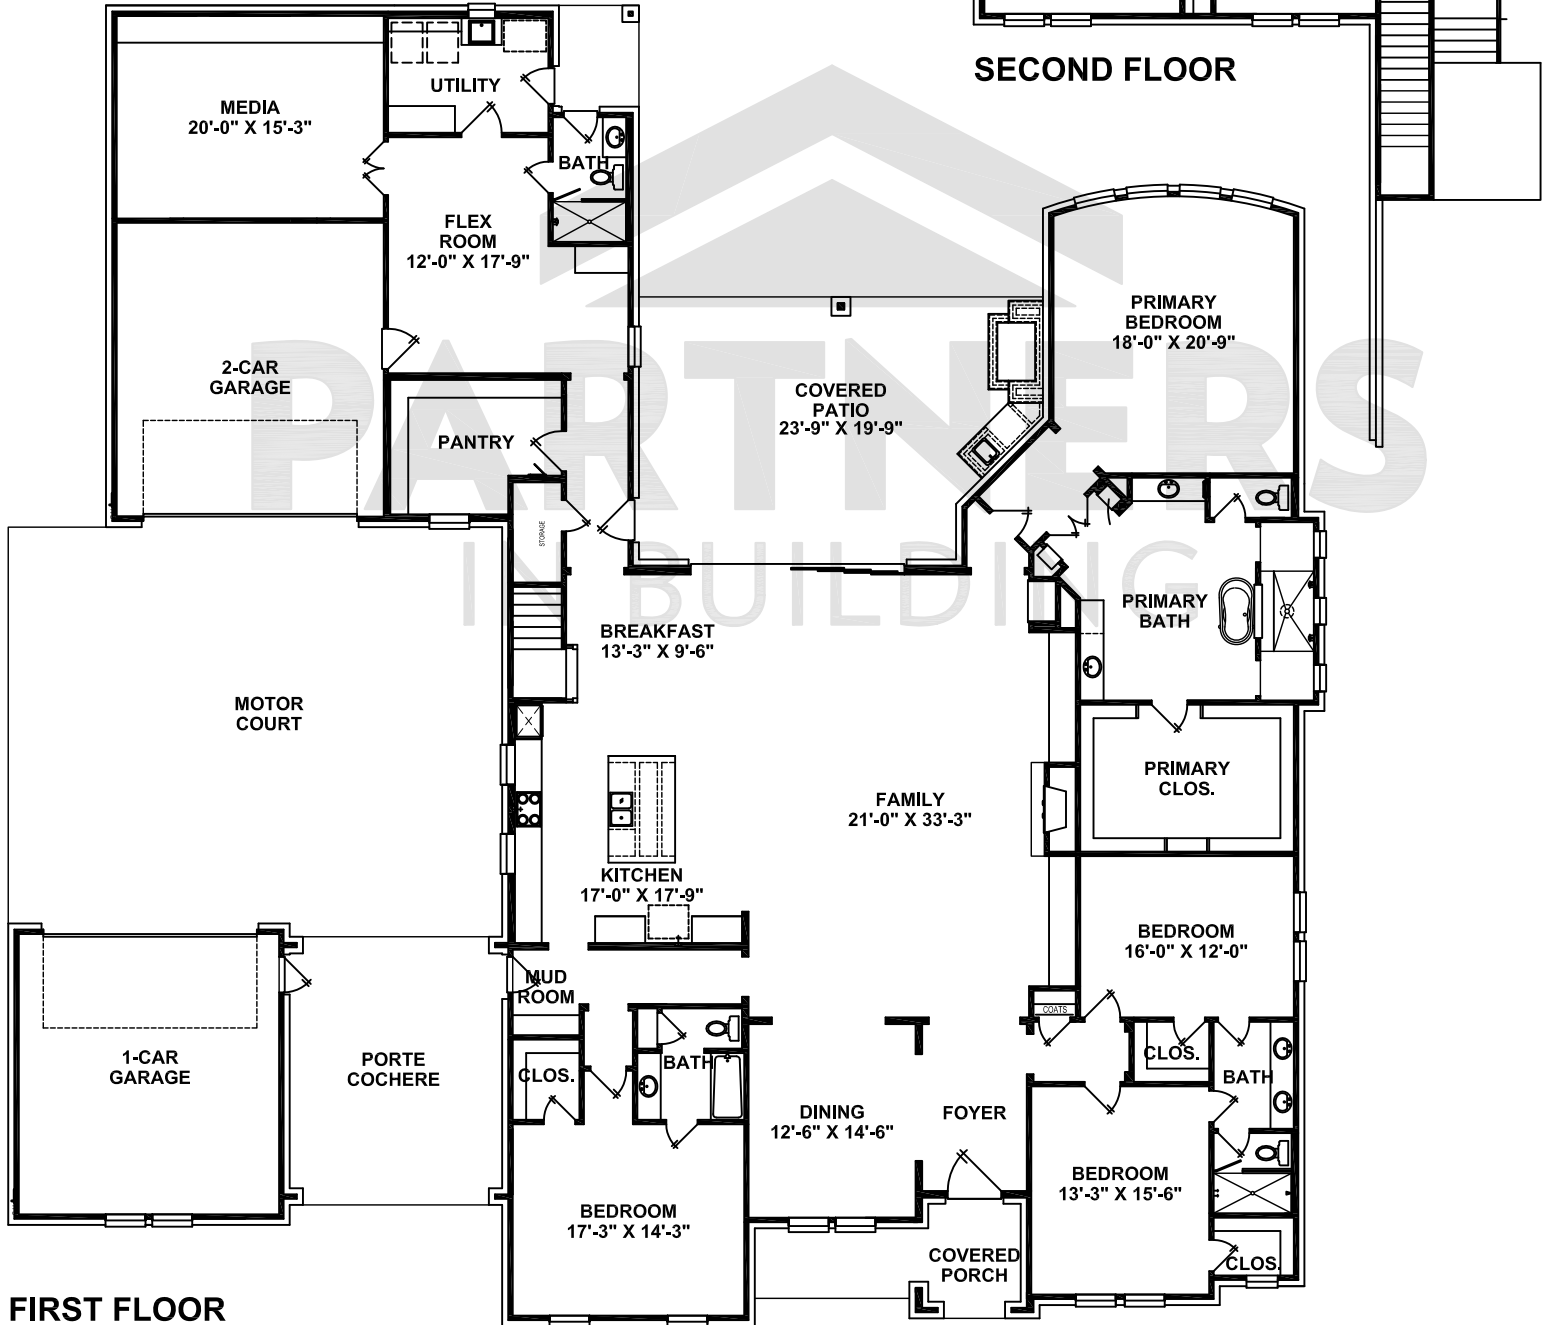 SECOND FLOOR
UTILITY
MEDIA
20'-0" X 15'-3"
BATH
FLEX
ROOM
12'-0" X 17'-9"
PRIMARY
BEDROOM
18'-0" X 20'-9"
2-CAR
GARAGE
COVERED
PATIO
23'-9" X 19'-9"
PANTRY
PARTNERS
IN BUILDING
STORAGE
PRIMARY
BATH
BREAKFAST
13'-3" X 9'-6"
MOTOR
COURT
PRIMARY
CLOS.
FAMILY
21'-0" X 33'-3"
KITCHEN
17'-0" X 17'-9"
BEDROOM
16'-0" X 12'-0"
MUD
ROOM
COATS
1-CAR
GARAGE
PORTE
COCHERE
CLOS.
BATH
CLOS.
BATH
DINING
12'-6" X 14'-6"
FOYER
BEDROOM
13'-3" X 15'-6"
BEDROOM
17'-3" X 14'-3"
COVERED
PORCH
CLOS.
FIRST FLOOR